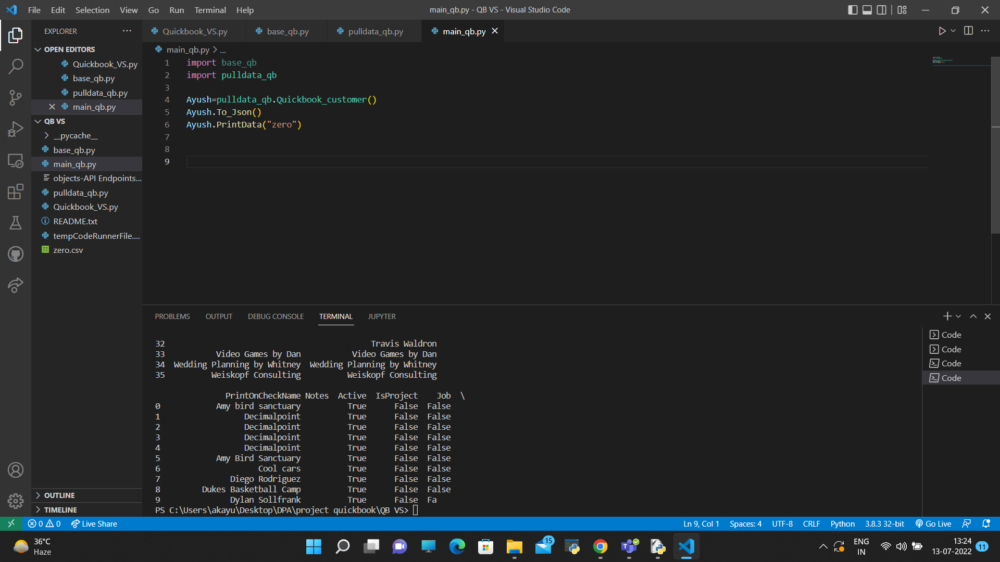 File Edit Selection View Go Run Terminal Help
main_qb.py - QB VS - Visual Studio Code
EXPLORER
Quickbook_VS.py
base_qb.py
pulldata_qb.py
main_qb.py
OPEN EDITORS
Quickbook_VS.py
base_qb.py
pulldata_qb.py
main_qb.py
QB VS
__pycache__
base_qb.py
main_qb.py
objects-API Endpoints...
pulldata_qb.py
Quickbook_VS.py
README.txt
tempCodeRunnerFile....
zero.csv
OUTLINE
TIMELINE
main_qb.py > ...
1 import base_qb
2 import pulldata_qb
3
4 Ayush=pulldata_qb.Quickbook_customer()
5 Ayush.To_Json()
6 Ayush.PrintData("zero")
7
8
9
PROBLEMS OUTPUT DEBUG CONSOLE TERMINAL JUPYTER
32 Travis Waldron
33 Video Games by Dan Video Games by Dan
34 Wedding Planning by Whitney Wedding Planning by Whitney
35 Weiskopf Consulting Weiskopf Consulting
PrintOnCheckName Notes Active IsProject Job \
0 Amy bird sanctuary True False False
1 Decimalpoint True False False
2 Decimalpoint True False False
3 Decimalpoint True False False
4 Decimalpoint True False False
5 Amy Bird Sanctuary True False False
6 Cool cars True False False
7 Diego Rodriguez True False False
8 Dukes Basketball Camp True False False
9 Dylan Sollfrank True False Fa
PS C:\Users\akayu\Desktop\DPA\project quickbook\QB VS>
Code
Code
Code
Code
0 0 Live Share
Ln 9, Col 1 Spaces: 4 UTF-8 CRLF Python 3.8.3 32-bit Go Live
36°C
Haze
15
ENG
IN
13:24
13-07-2022
11